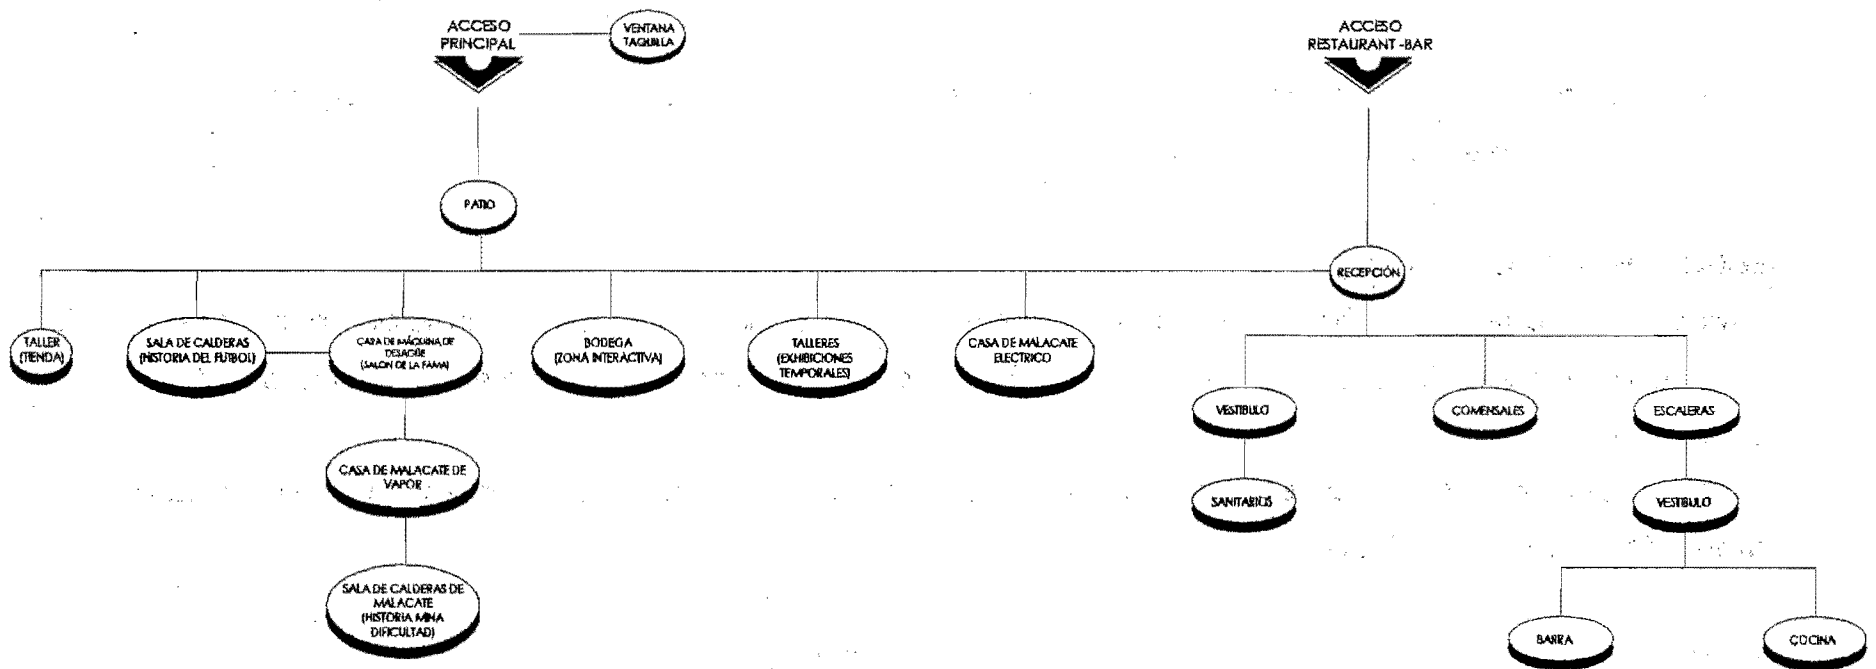 ACCESO
PRINCIPAL
VENTANA
TAQUILLA
ACCESO
RESTAURANT -BAR
PATIO
RECEPCIÓN
TALLER
(TIENDA)
SALA DE CALDERAS
(HISTORIA DEL FUTBOL)
CASA DE MÁQUINA DE
DESAGÜE
(SALON DE LA FAMA)
BODEGA
(ZONA INTERACTIVA)
TALLERES
(EXHIBICIONES
TEMPORALES)
CASA DE MALACATE
ELECTRICO
VESTIBULO
COMENSALES
ESCALERAS
CASA DE MALACATE DE
VAPOR
SANITARIOS
VESTIBULO
SALA DE CALDERAS DE
MALACATE
(HISTORIA MINA
DIFICULTAD)
BARRA
COCINA